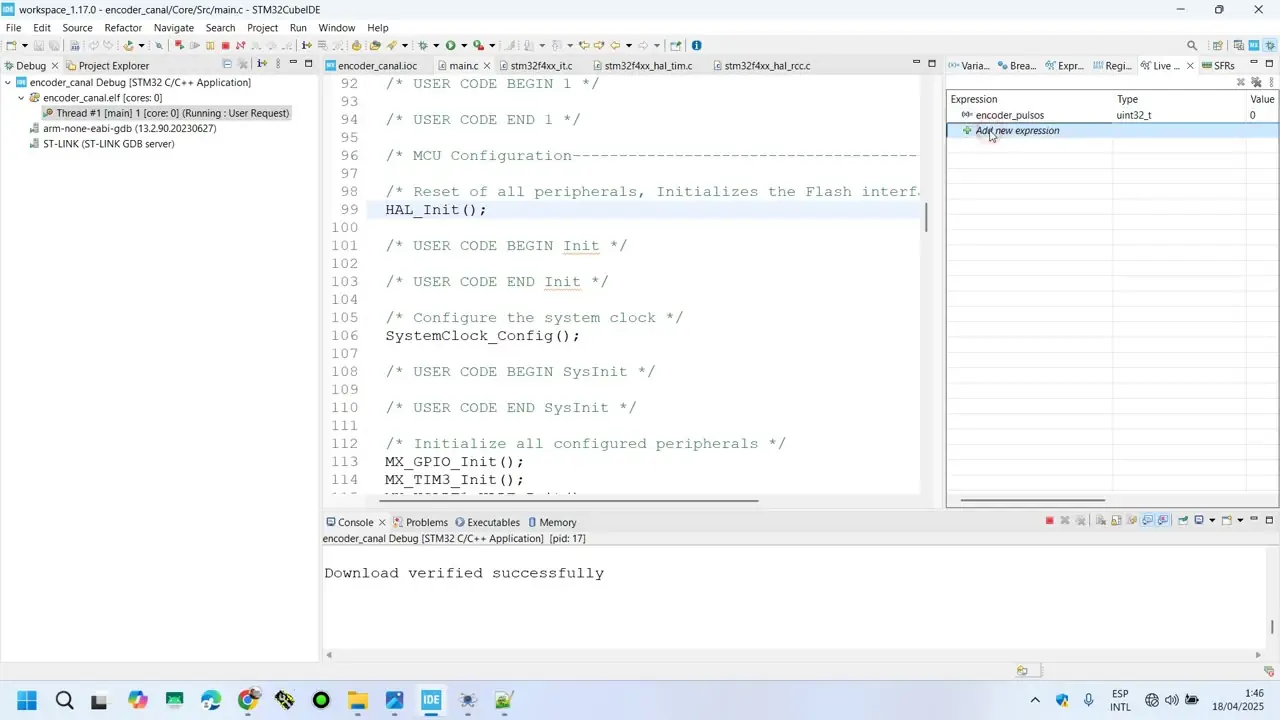 workspace_1.17.0 - encoder_canal/Core/Src/main.c - STM32CubeIDE
File Edit Source Refactor Navigate Search Project Run Window Help
Debug Project Explorer
encoder_canal Debug [STM32 C/C++ Application]
encoder_canal.elf [cores: 0]
Thread #1 [main] 1 [core: 0] (Running : User Request)
arm-none-eabi-gdb (13.2.90.20230627)
ST-LINK (ST-LINK GDB server)
encoder_canal.ioc main.c stm32f4xx_it.c stm32f4xx_hal_tim.c stm32f4xx_hal_rcc.c
92 /* USER CODE BEGIN 1 */
93
94 /* USER CODE END 1 */
95
96 /* MCU Configuration-------------------------------------
97
98 /* Reset of all peripherals, Initializes the Flash interf
99 HAL_Init();
100
101 /* USER CODE BEGIN Init */
102
103 /* USER CODE END Init */
104
105 /* Configure the system clock */
106 SystemClock_Config();
107
108 /* USER CODE BEGIN SysInit */
109
110 /* USER CODE END SysInit */
111
112 /* Initialize all configured peripherals */
113 MX_GPIO_Init();
114 MX_TIM3_Init();
(x)= Varia... Brea... Expr... Regi... Live ... SFRs
Expression Type Value
encoder_pulsos uint32_t 0
Add new expression
Console Problems Executables Memory
encoder_canal Debug [STM32 C/C++ Application] [pid: 17]
Download verified successfully
IDE
ESP
INTL
1:46
18/04/2025